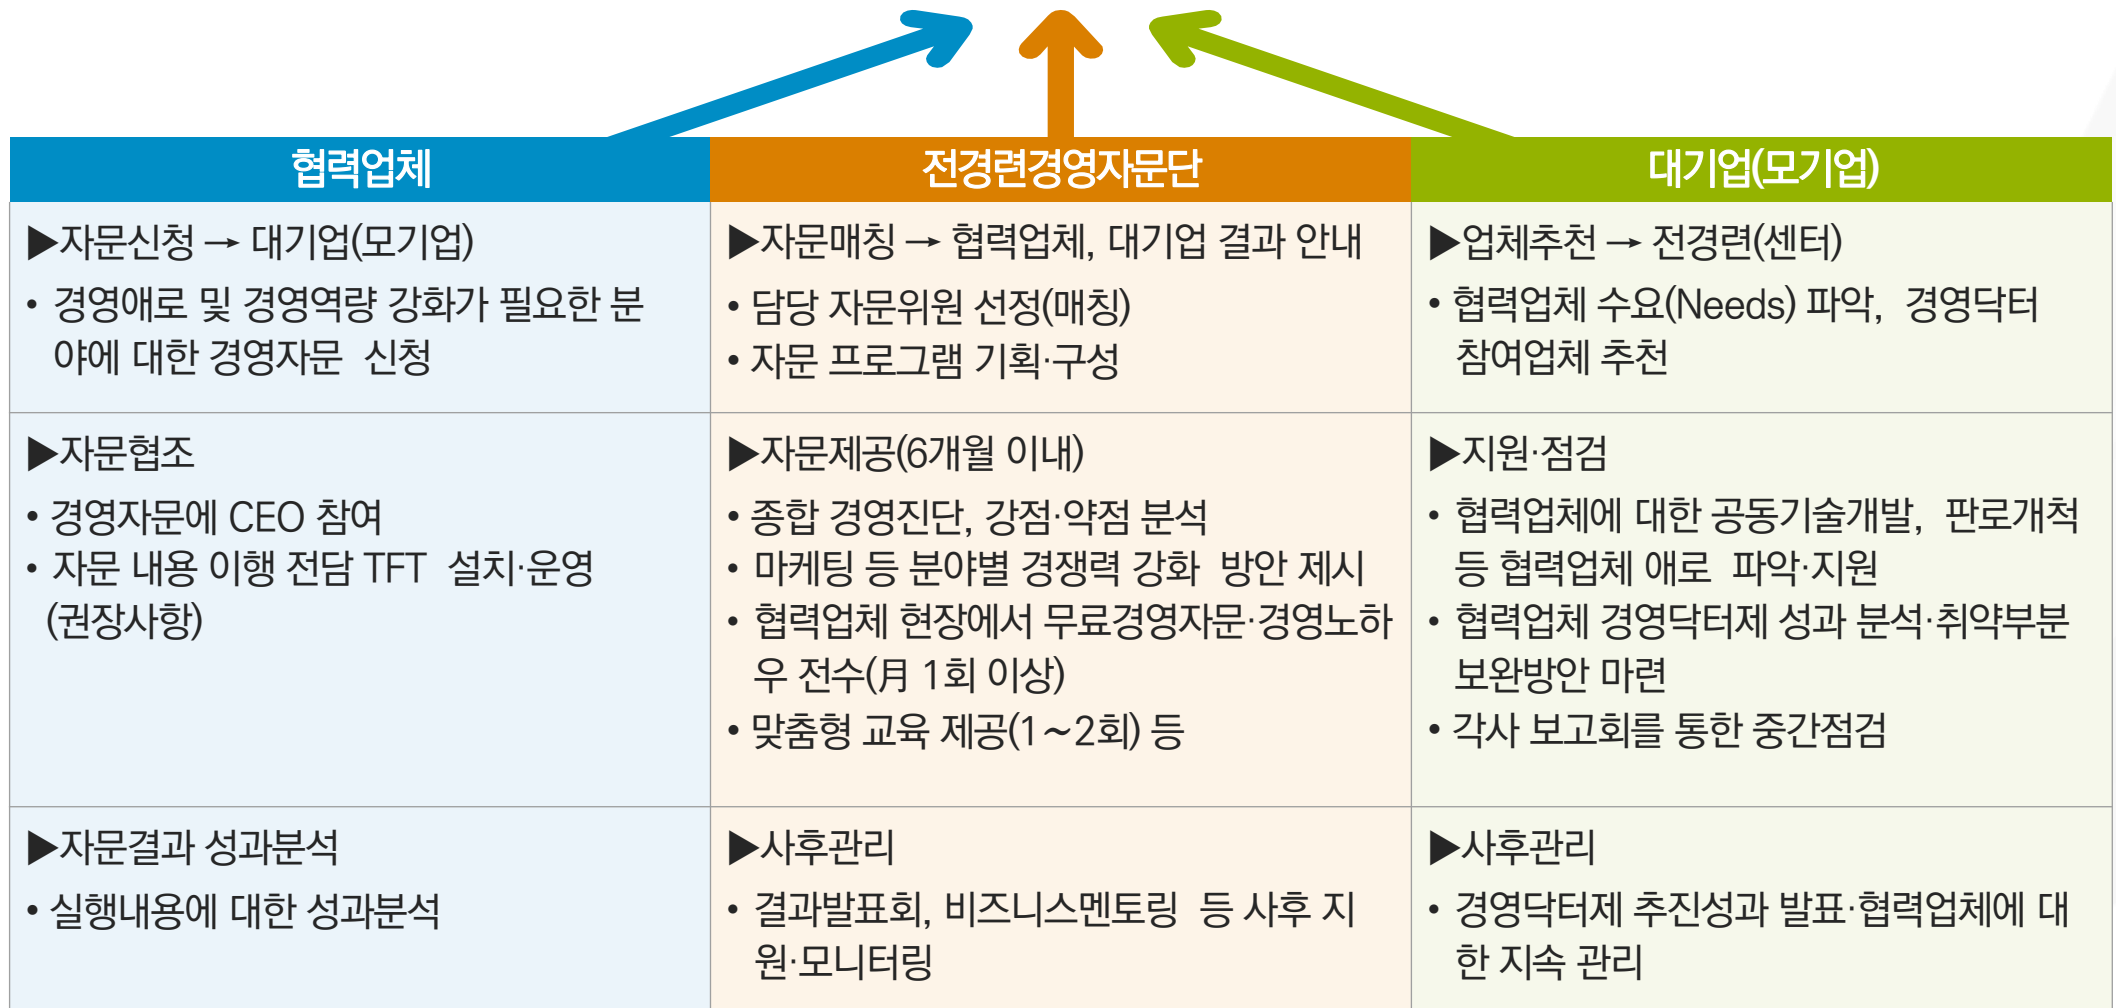 협력업체
전경련경영자문단
대기업(모기업)
▶자문신청 → 대기업(모기업)
• 경영애로 및 경영역량 강화가 필요한 분
야에 대한 경영자문 신청
▶자문매칭 → 협력업체, 대기업 결과 안내
• 담당 자문위원 선정(매칭)
• 자문 프로그램 기획·구성
▶업체추천 → 전경련(센터)
• 협력업체 수요(Needs) 파악, 경영닥터
참여업체 추천
▶자문협조
• 경영자문에 CEO 참여
• 자문 내용 이행 전담 TFT 설치·운영
(권장사항)
▶자문제공(6개월 이내)
• 종합 경영진단, 강점·약점 분석
• 마케팅 등 분야별 경쟁력 강화 방안 제시
• 협력업체 현장에서 무료경영자문·경영노하
우 전수(月 1회 이상)
• 맞춤형 교육 제공(1~2회) 등
▶지원·점검
• 협력업체에 대한 공동기술개발, 판로개척
등 협력업체 애로 파악·지원
• 협력업체 경영닥터제 성과 분석·취약부분
보완방안 마련
• 각사 보고회를 통한 중간점검
▶자문결과 성과분석
• 실행내용에 대한 성과분석
▶사후관리
• 결과발표회, 비즈니스멘토링 등 사후 지
원·모니터링
▶사후관리
• 경영닥터제 추진성과 발표·협력업체에 대
한 지속 관리